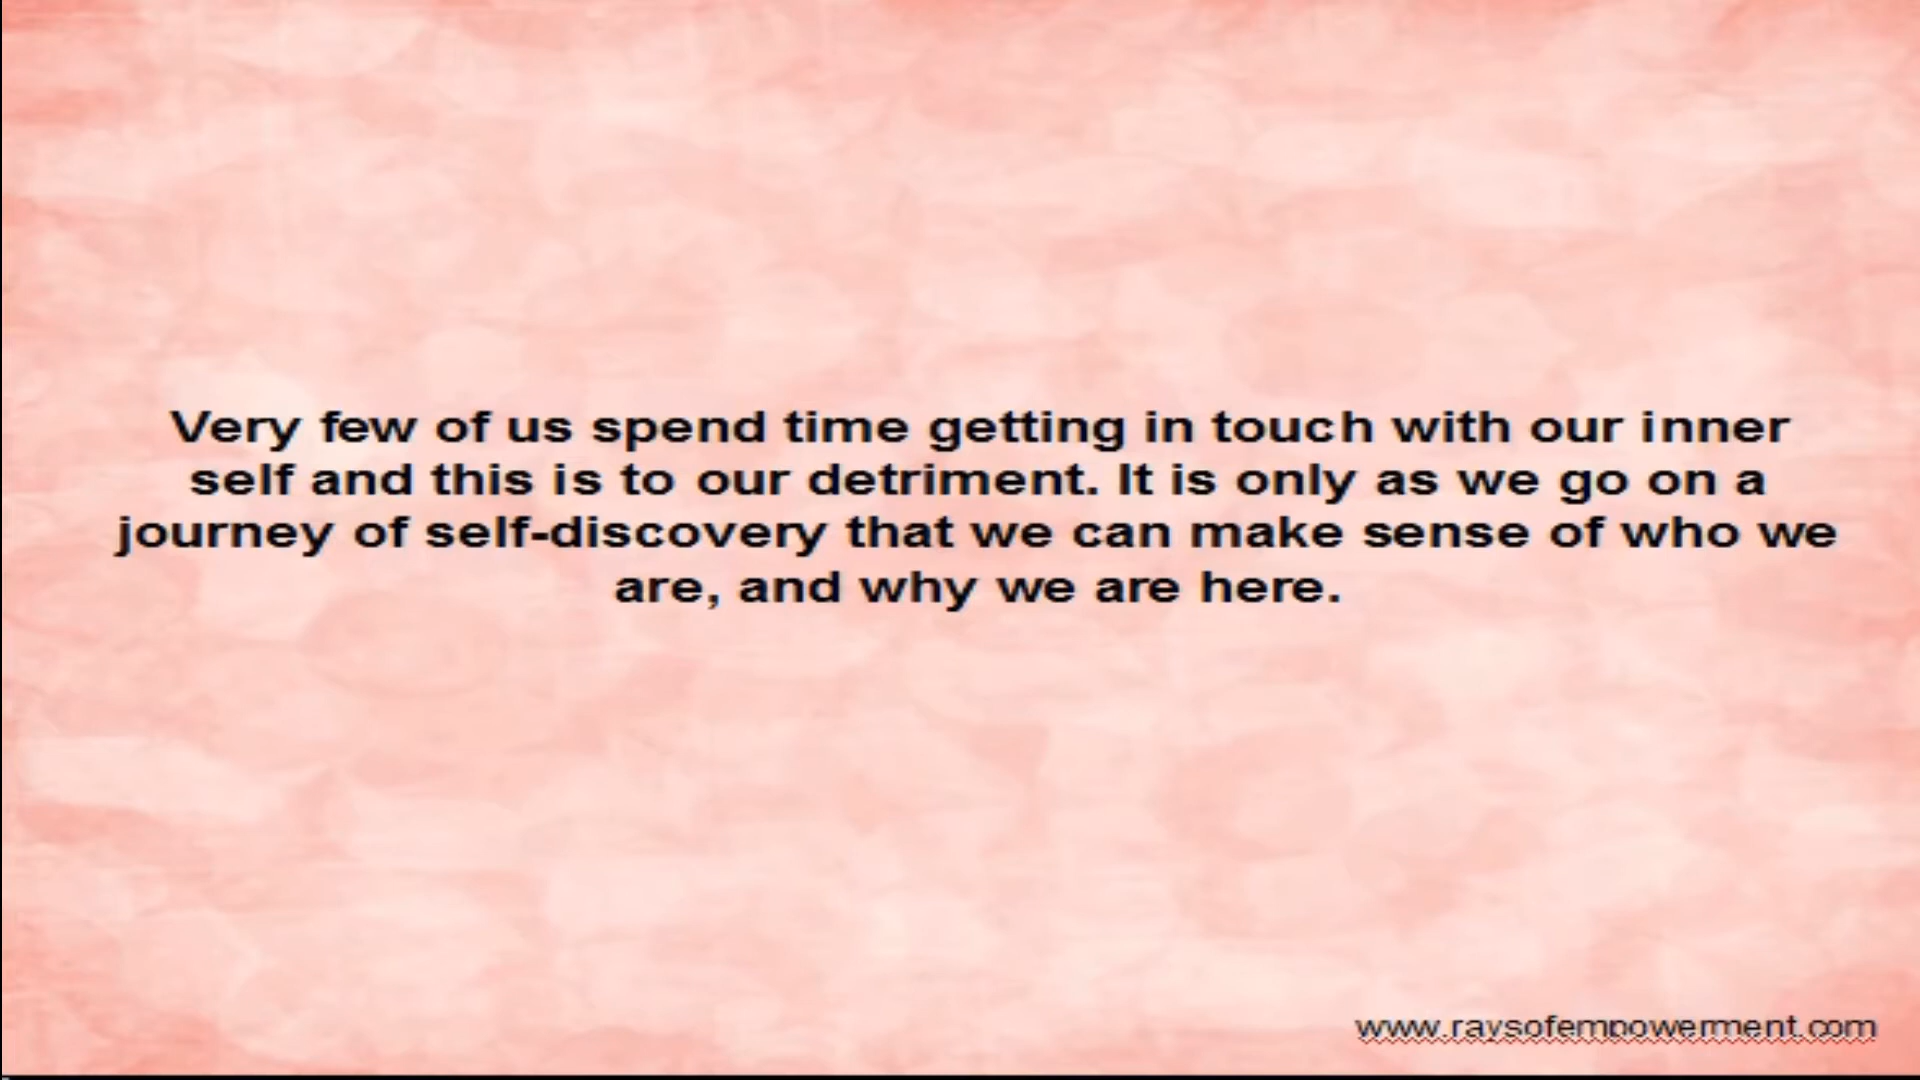 Very few of us spend time getting in touch with our inner
self and this is to our detriment. It is only as we go on a
journey of self-discovery that we can make sense of who we
are, and why we are here.
www.raysofempowerment.com